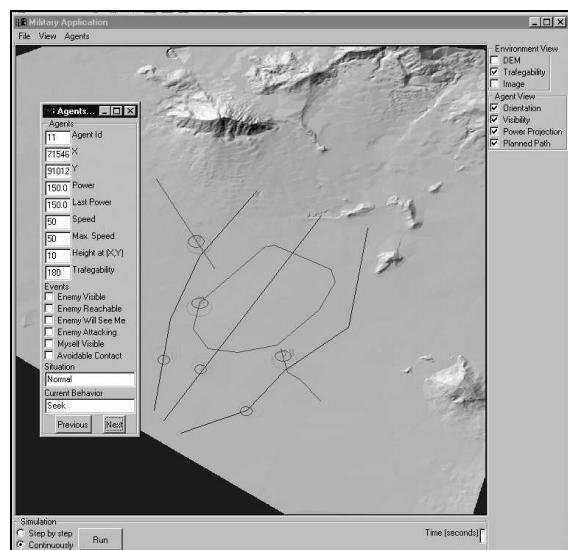 Military Application
File View Agents
Environment View
DEM
Trafegability
Image
Agent View
Orientation
Visibility
Power Projection
Planned Path
Agents...
Agents
11 Agent Id
71546 X
91012 Y
150.0 Power
150.0 Last Power
50 Speed
50 Max. Speed
10 Height at (X,Y)
180 Trafegability
Events
Enemy Visible
Enemy Reachable
Enemy Will See Me
Enemy Attacking
Myself Visible
Avoidable Contact
Situation
Normal
Current Behavior
Seek
Previous Next
Simulation
Step by step
Continuously
Run
Time (seconds)